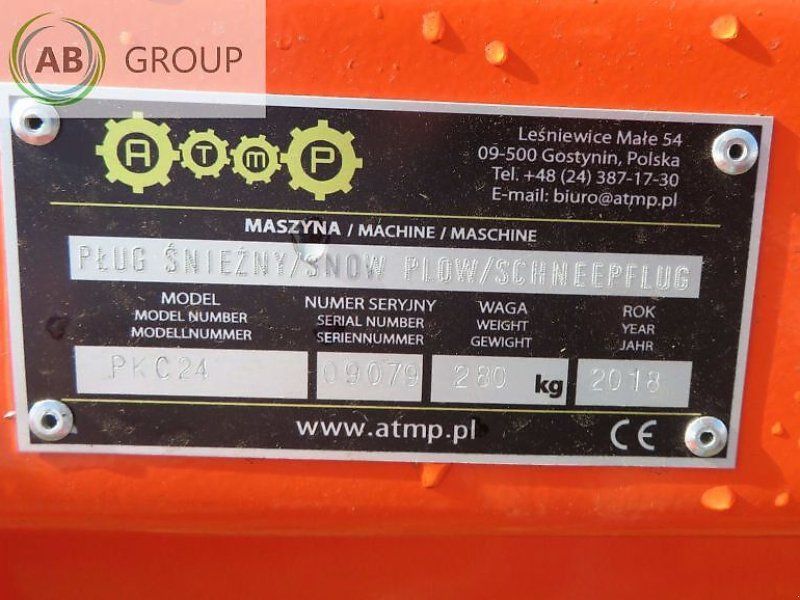 AB GROUP
ATMP
Leśniewice Małe 54
09-500 Gostynin, Polska
Tel. +48 (24) 387-17-30
E-mail: biuro@atmp.pl
MASZYNA / MACHINE / MASCHINE
PŁUG ŚNIEŻNY/SNOW PLOW/SCHNEEPFLUG
MODEL
MODEL NUMBER
MODELLNUMMER
PKC24
NUMER SERYJNY
SERIAL NUMBER
SERIENNUMMER
09079
WAGA
WEIGHT
GEWIGHT
280 kg
ROK
YEAR
JAHR
2018
www.atmp.pl
CE